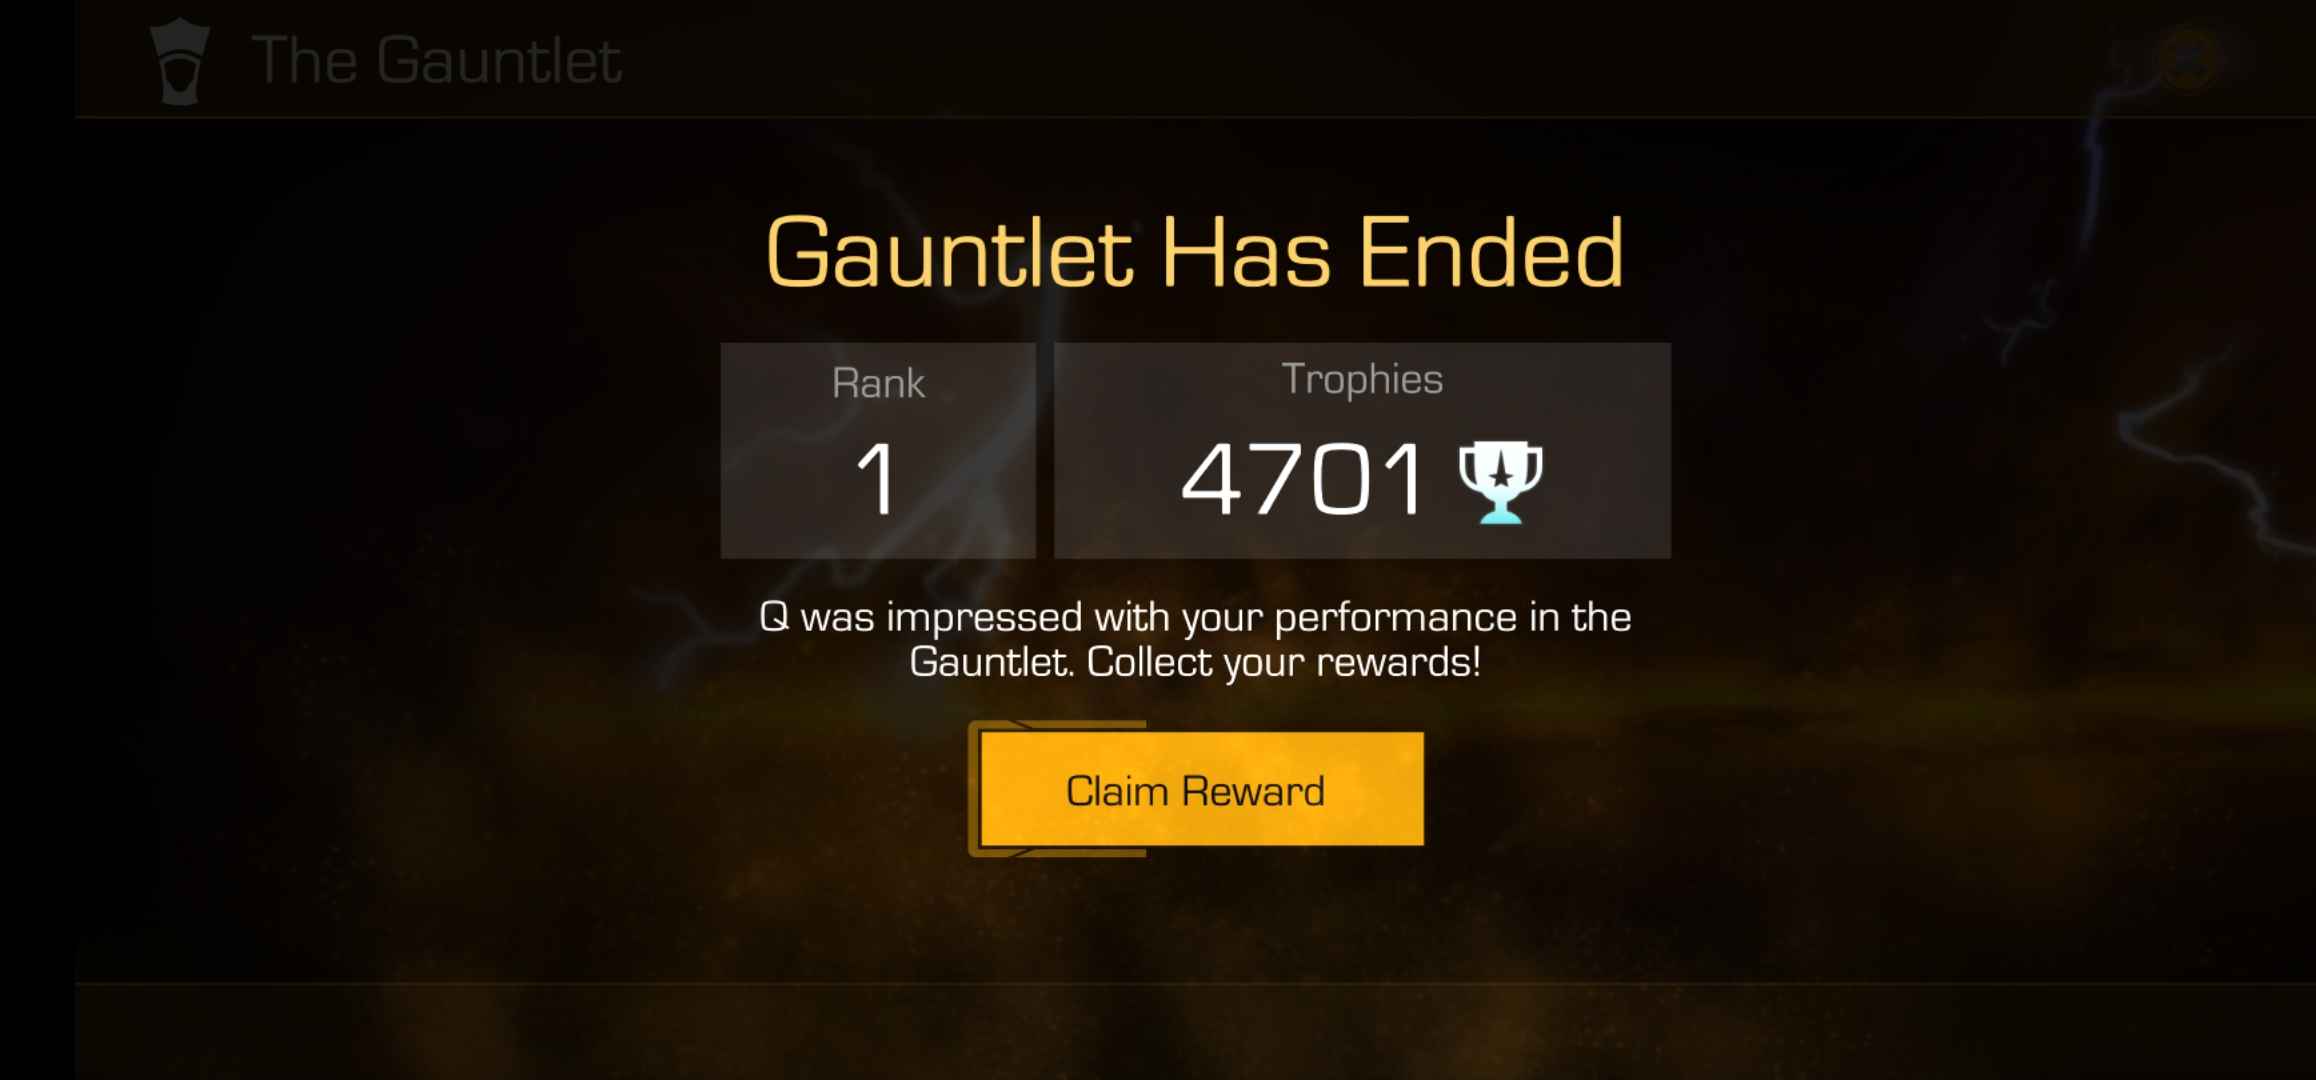 The Gauntlet
5
Gauntlet Has Ended
Rank
Trophies
1
4701
Q was impressed with your performance in the
Gauntlet. Collect your rewards!
Claim Reward